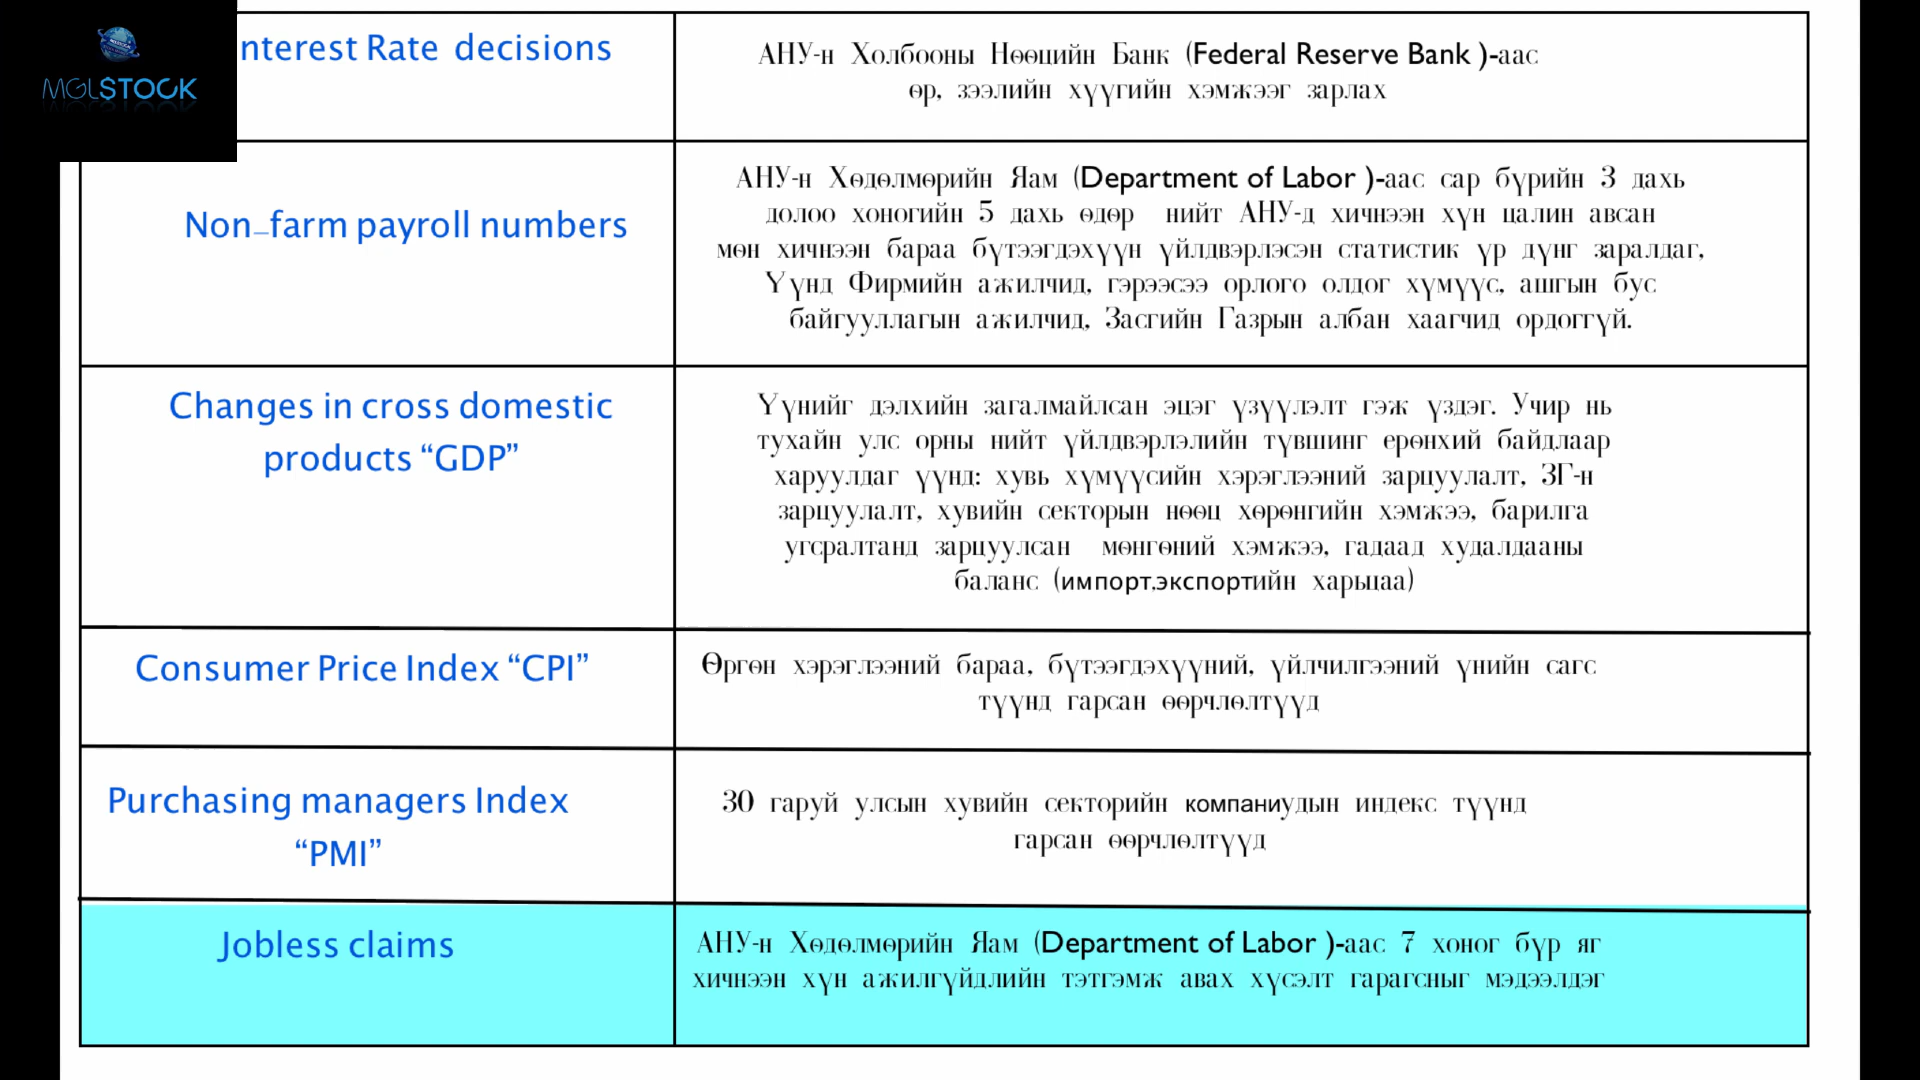 MGLSTOCK
nterest Rate decisions
АНУ-н Холбооны Нөөцийн Банк (Federal Reserve Bank )-аас
өр, зээлийн хүүгийн хэмжээг зарлах
Non-farm payroll numbers
АНУ-н Хөдөлмөрийн Яам (Department of Labor )-аас сар бүрийн 3 дахь
долоо хоногийн 5 дахь өдөр нийт АНУ-д хичнээн хүн цалин авсан
мөн хичнээн бараа бүтээгдэхүүн үйлдвэрлэсэн статистик үр дүнг заралдаг,
Үүнд Фирмийн ажилчид, гэрээсээ орлого олдог хүмүүс, ашгын бус
байгууллагын ажилчид, Засгийн Газрын албан хаагчид ордоггүй.
Changes in cross domestic
products “GDP”
Үүнийг дэлхийн загалмайлсан эцэг үзүүлэлт гэж үздэг. Учир нь
тухайн улс орны нийт үйлдвэрлэлийн түвшинг ерөнхий байдлаар
харуулдаг үүнд: хувь хүмүүсийн хэрэглээний зарцуулалт, ЗГ-н
зарцуулалт, хувийн секторын нөөц хөрөнгийн хэмжээ, барилга
угсралтанд зарцуулсан мөнгөний хэмжээ, гадаад худалдааны
баланс (импорт,экспортийн харьцаа)
Consumer Price Index “CPI”
Өргөн хэрэглээний бараа, бүтээгдэхүүний, үйлчилгээний үнийн сагс
түүнд гарсан өөрчлөлтүүд
Purchasing managers Index
“PMI”
30 гаруй улсын хувийн секторийн компаниудын индекс түүнд
гарсан өөрчлөлтүүд
Jobless claims
АНУ-н Хөдөлмөрийн Яам (Department of Labor )-аас 7 хоног бүр яг
хичнээн хүн ажилгүйдлийн тэтгэмж авах хүсэлт гарагсныг мэдээлдэг